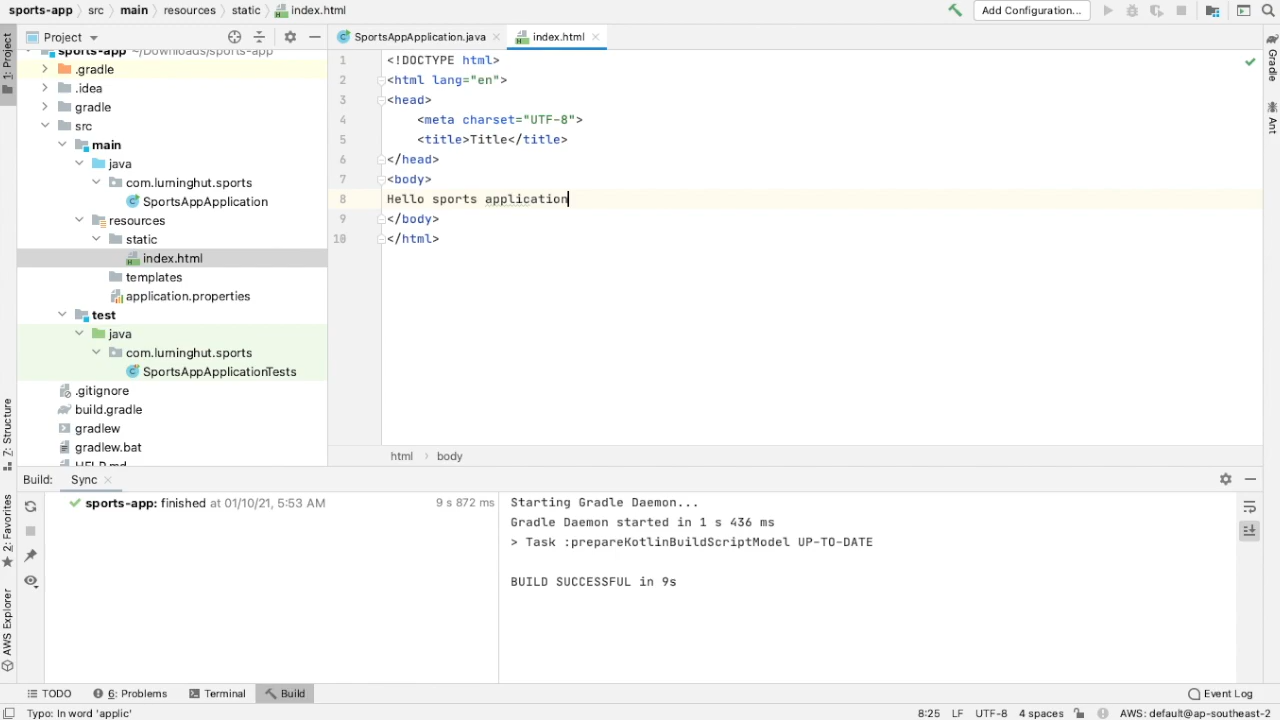 sports-app > src > main > resources > static > index.html
Add Configuration...
1: Project
Project
SportsAppApplication.java
index.html
sports-app ~/Downloads/sports-app
.gradle
.idea
gradle
src
main
java
com.luminghut.sports
SportsAppApplication
resources
static
index.html
templates
application.properties
test
java
com.luminghut.sports
SportsAppApplicationTests
.gitignore
build.gradle
gradlew
gradlew.bat
HELP.md
1 <!DOCTYPE html>
2 <html lang="en">
3 <head>
4 <meta charset="UTF-8">
5 <title>Title</title>
6 </head>
7 <body>
8 Hello sports application
9 </body>
10 </html>
html > body
Gradle
Ant
Z: Structure
2: Favorites
AWS Explorer
Build: Sync
sports-app: finished at 01/10/21, 5:53 AM 9 s 872 ms
Starting Gradle Daemon...
Gradle Daemon started in 1 s 436 ms
> Task :prepareKotlinBuildScriptModel UP-TO-DATE
BUILD SUCCESSFUL in 9s
TODO 6: Problems Terminal Build Event Log
Typo: In word 'applic' 8:25 LF UTF-8 4 spaces AWS: default@ap-southeast-2